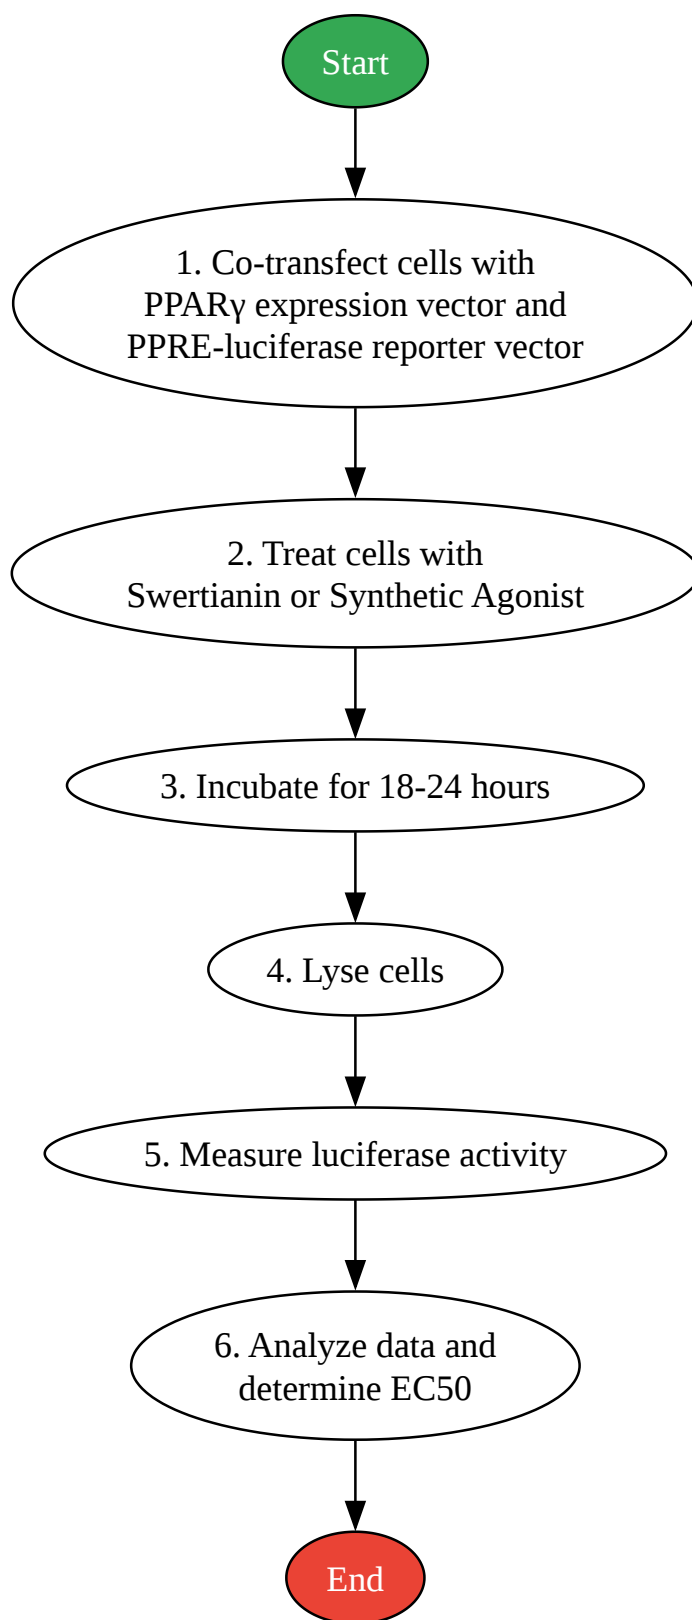 Start
1. Co-transfect cells with
PPARγ expression vector and
PPRE-luciferase reporter vector
2. Treat cells with
Swertianin or Synthetic Agonist
3. Incubate for 18-24 hours
4. Lyse cells
5. Measure luciferase activity
6. Analyze data and
determine EC50
End